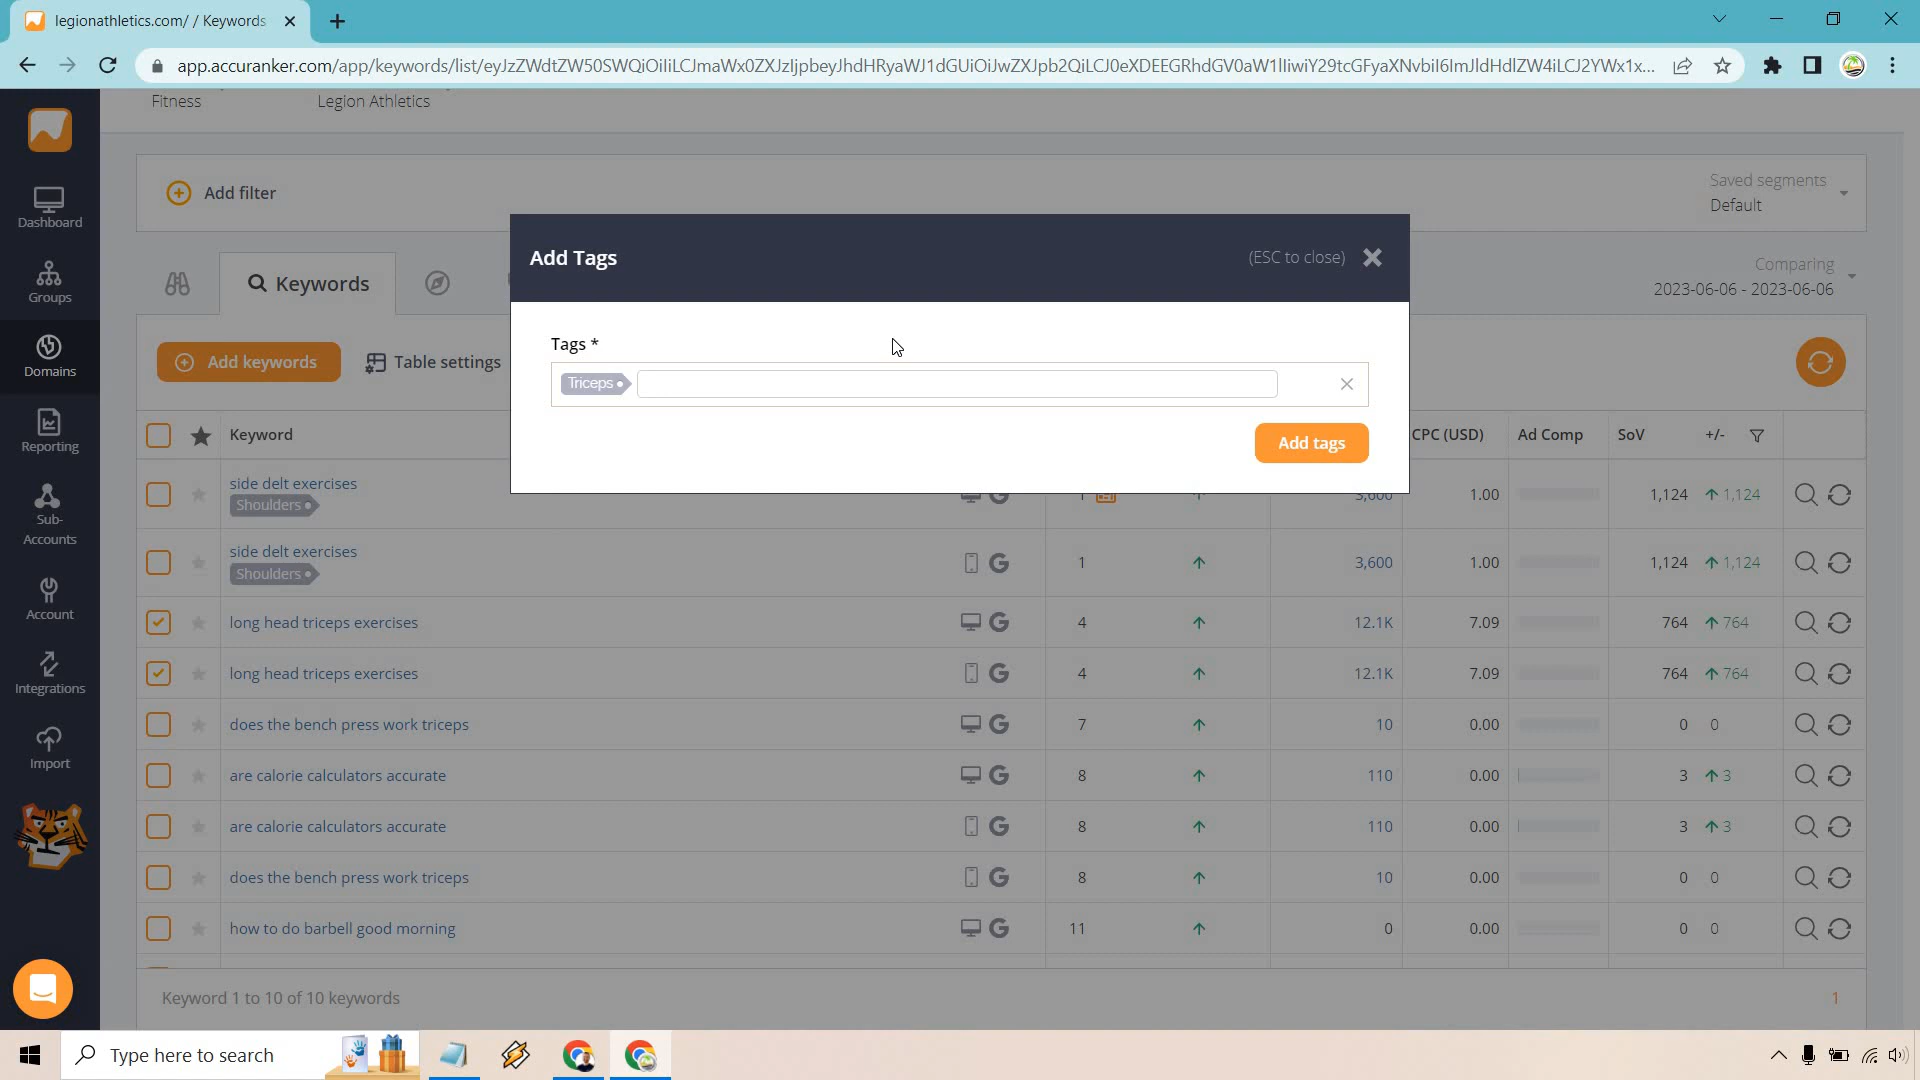 legionathletics.com/ / Keywords
app.accuranker.com/app/keywords/list/eyJzZWdtZW50SWQiOiIiLCJmaWx0ZXJzIjpbeyJhdHRyaWJ1dGUiOiJwZXJpb2QiLCJ0eXDEEGRhdGV0aW1lIiwiY29tcGFyaXNvbiI6ImJldHdlZW4iLCJ2YWx1x...
Fitness
Legion Athletics
Add filter
Saved segments
Default
Add Tags
(ESC to close)
Keywords
Comparing
2023-06-06 - 2023-06-06
Tags *
Triceps
Add keywords
Table settings
Add tags
Keyword
CPC (USD)
Ad Comp
SoV
+/-
side delt exercises
Shoulders
1
3,600
1.00
1,124
1,124
side delt exercises
Shoulders
1
3,600
1.00
1,124
1,124
long head triceps exercises
4
12.1K
7.09
764
764
long head triceps exercises
4
12.1K
7.09
764
764
does the bench press work triceps
7
10
0.00
0
0
are calorie calculators accurate
8
110
0.00
3
3
are calorie calculators accurate
8
110
0.00
3
3
does the bench press work triceps
8
10
0.00
0
0
how to do barbell good morning
11
0
0.00
0
0
Keyword 1 to 10 of 10 keywords
1
Dashboard
Groups
Domains
Reporting
Sub-
Accounts
Account
Integrations
Import
Type here to search